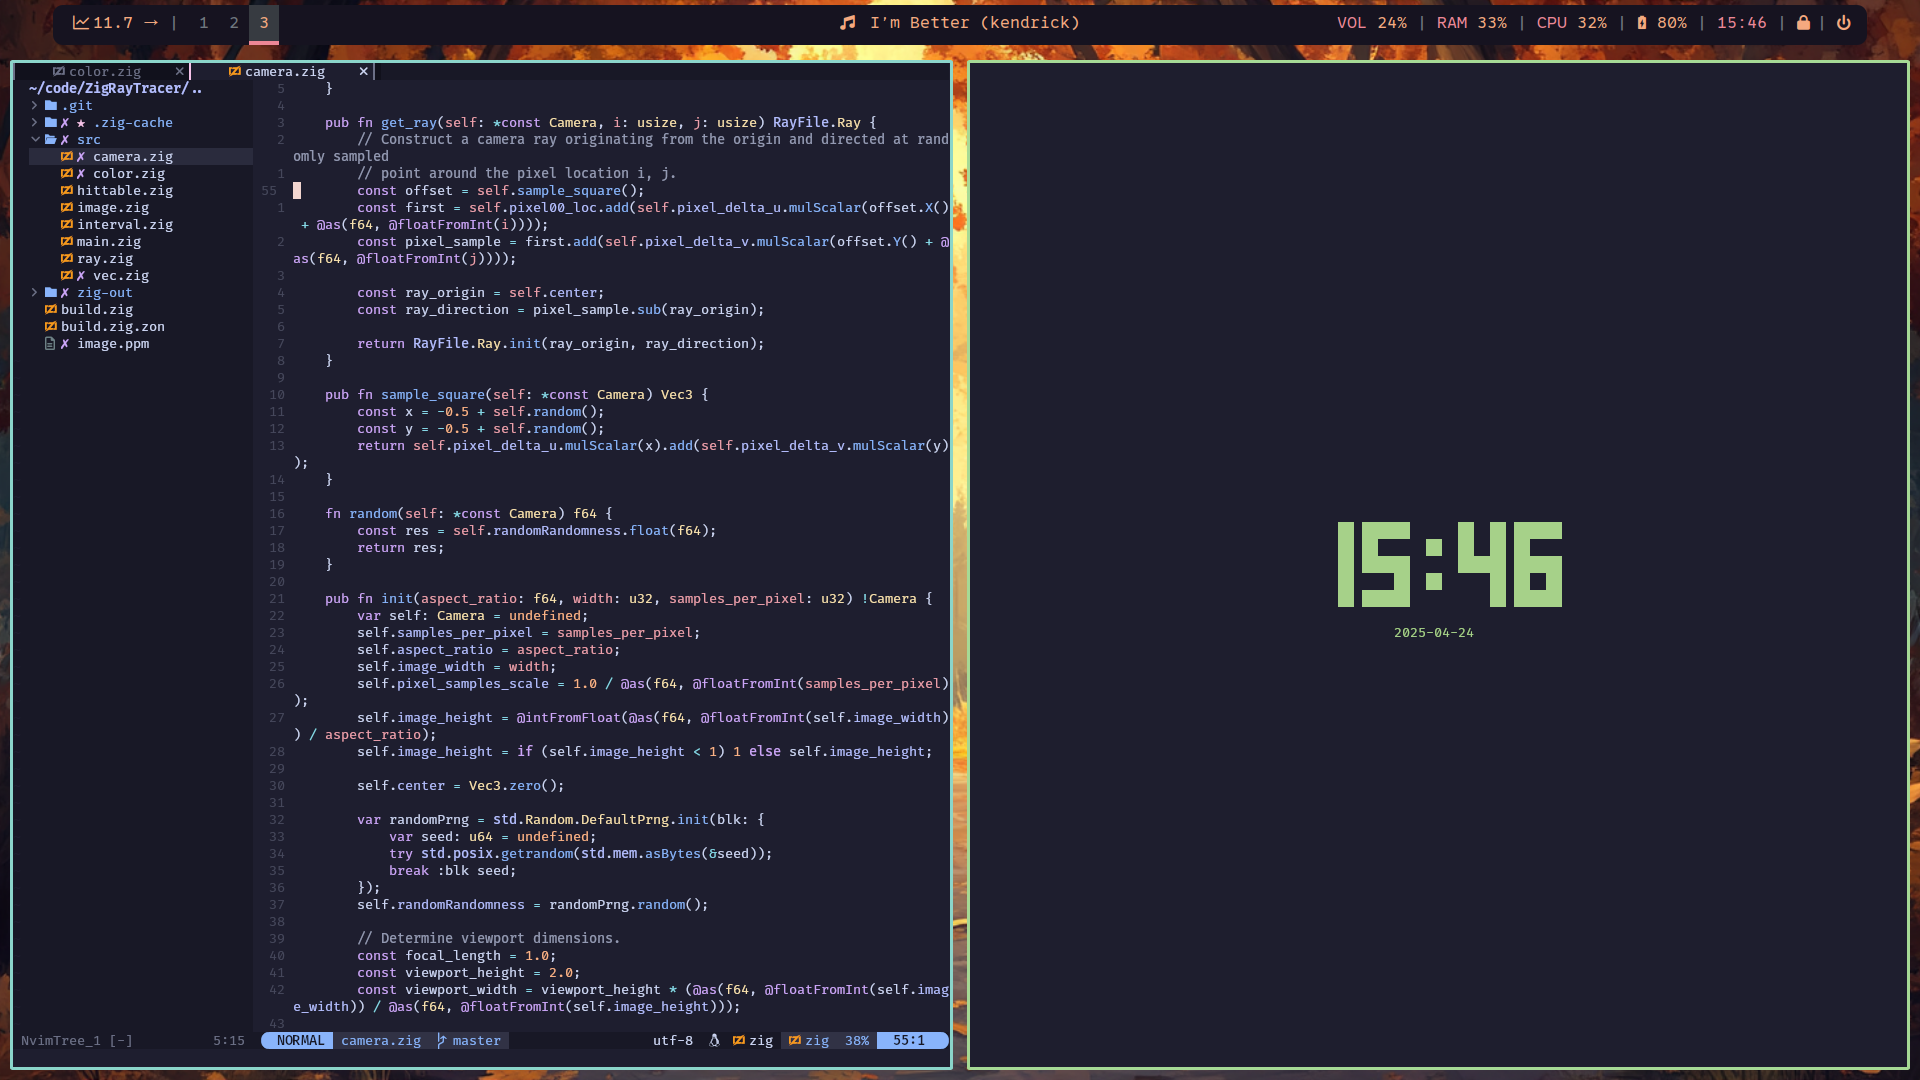 11.7 → | 1 2 3
I'm Better (kendrick)
VOL 24% | RAM 33% | CPU 32% | 80% | 15:46 | |
color.zig ✕ camera.zig ✕
~/code/ZigRayTracer/..
.git
✗ ★ .zig-cache
✗ src
✗ camera.zig
✗ color.zig
hittable.zig
image.zig
interval.zig
main.zig
ray.zig
✗ vec.zig
✗ zig-out
build.zig
build.zig.zon
✗ image.ppm
NvimTree_1 [-] 5:15
5     }
4
3     pub fn get_ray(self: *const Camera, i: usize, j: usize) RayFile.Ray {
2         // Construct a camera ray originating from the origin and directed at rand
omly sampled
1         // point around the pixel location i, j.
55         const offset = self.sample_square();
1         const first = self.pixel00_loc.add(self.pixel_delta_u.mulScalar(offset.X()
 + @as(f64, @floatFromInt(i))));
2         const pixel_sample = first.add(self.pixel_delta_v.mulScalar(offset.Y() + @
as(f64, @floatFromInt(j))));
3
4         const ray_origin = self.center;
5         const ray_direction = pixel_sample.sub(ray_origin);
6
7         return RayFile.Ray.init(ray_origin, ray_direction);
8     }
9
10     pub fn sample_square(self: *const Camera) Vec3 {
11         const x = -0.5 + self.random();
12         const y = -0.5 + self.random();
13         return self.pixel_delta_u.mulScalar(x).add(self.pixel_delta_v.mulScalar(y)
);
14     }
15
16     fn random(self: *const Camera) f64 {
17         const res = self.randomRandomness.float(f64);
18         return res;
19     }
20
21     pub fn init(aspect_ratio: f64, width: u32, samples_per_pixel: u32) !Camera {
22         var self: Camera = undefined;
23         self.samples_per_pixel = samples_per_pixel;
24         self.aspect_ratio = aspect_ratio;
25         self.image_width = width;
26         self.pixel_samples_scale = 1.0 / @as(f64, @floatFromInt(samples_per_pixel)
);
27         self.image_height = @intFromFloat(@as(f64, @floatFromInt(self.image_width)
) / aspect_ratio);
28         self.image_height = if (self.image_height < 1) 1 else self.image_height;
29
30         self.center = Vec3.zero();
31
32         var randomPrng = std.Random.DefaultPrng.init(blk: {
33             var seed: u64 = undefined;
34             try std.posix.getrandom(std.mem.asBytes(&seed));
35             break :blk seed;
36         });
37         self.randomRandomness = randomPrng.random();
38
39         // Determine viewport dimensions.
40         const focal_length = 1.0;
41         const viewport_height = 2.0;
42         const viewport_width = viewport_height * (@as(f64, @floatFromInt(self.imag
e_width)) / @as(f64, @floatFromInt(self.image_height)));
43
NORMAL camera.zig master utf-8 zig zig 38% 55:1
15:46
2025-04-24